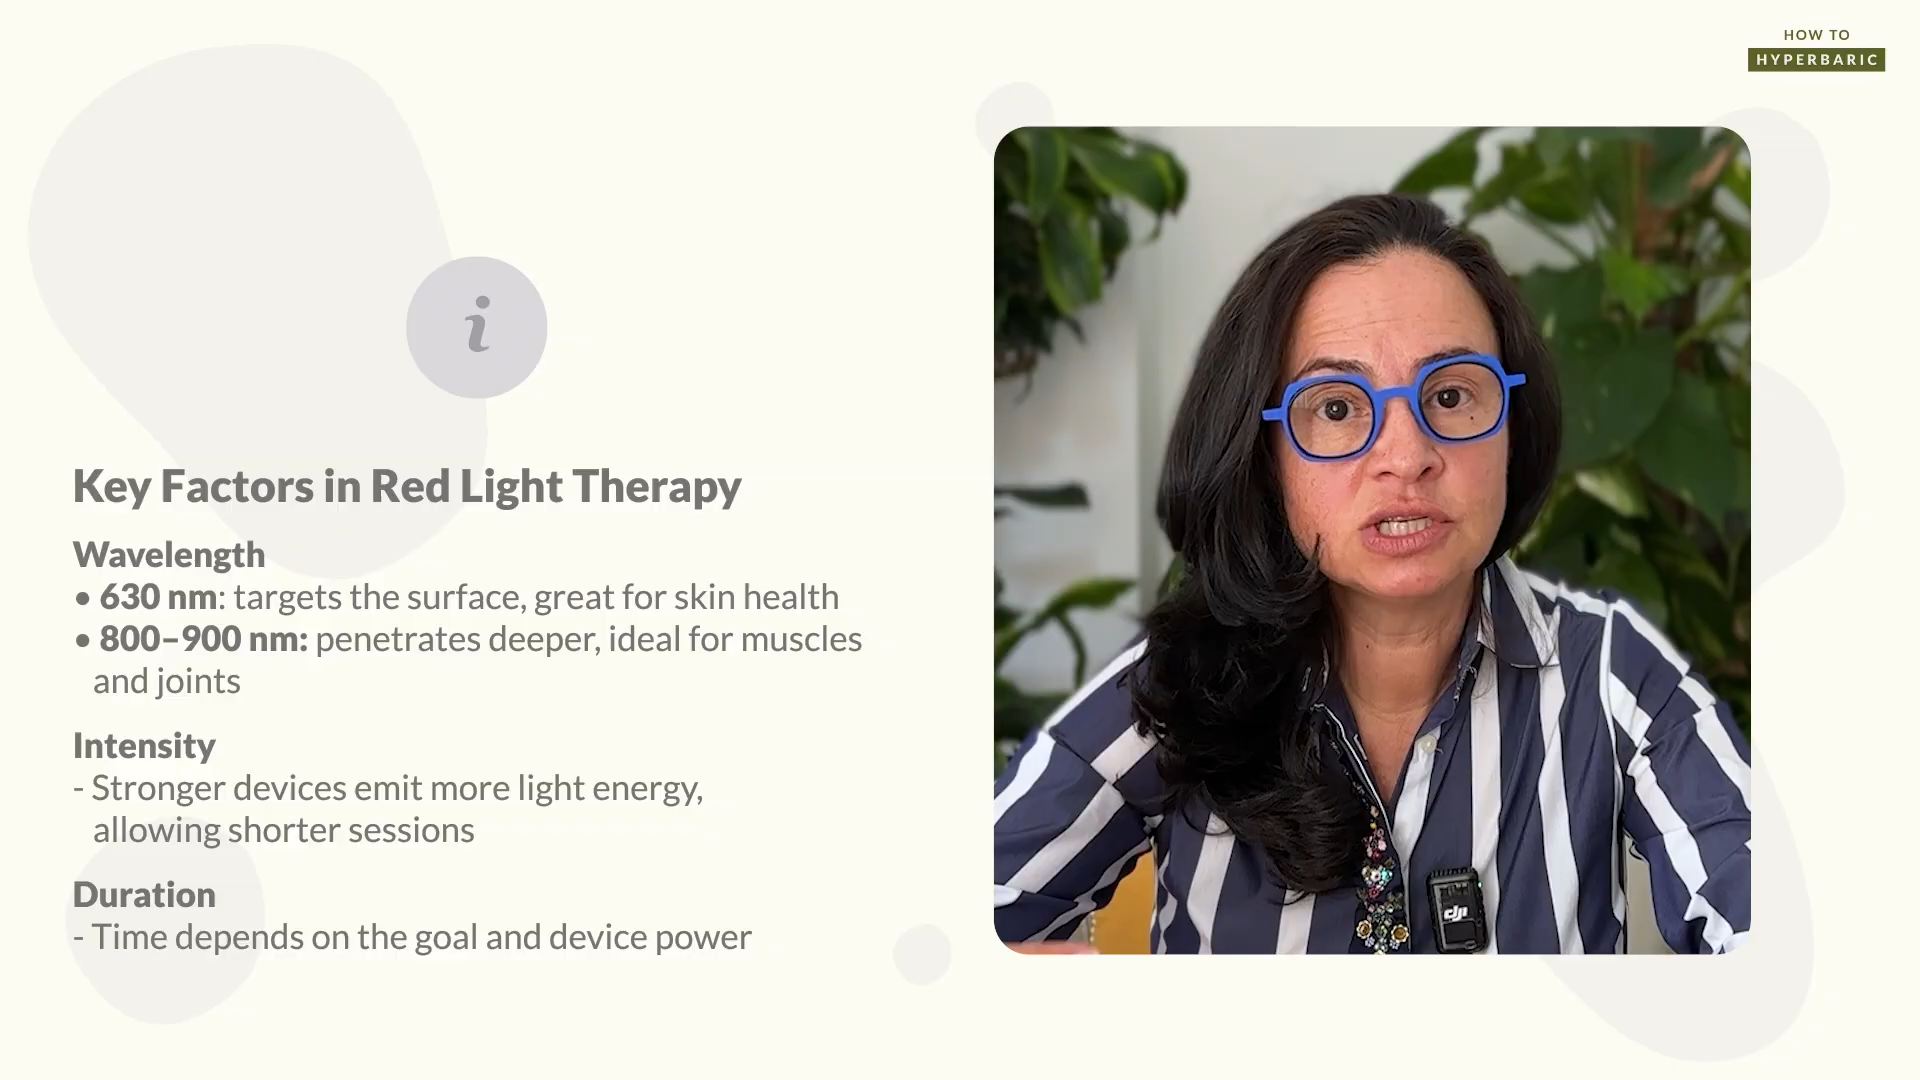 HOW TO
HYPERBARIC
i
Key Factors in Red Light Therapy
Wavelength
• 630 nm: targets the surface, great for skin health
• 800–900 nm: penetrates deeper, ideal for muscles
and joints
Intensity
- Stronger devices emit more light energy,
allowing shorter sessions
Duration
- Time depends on the goal and device power
dji